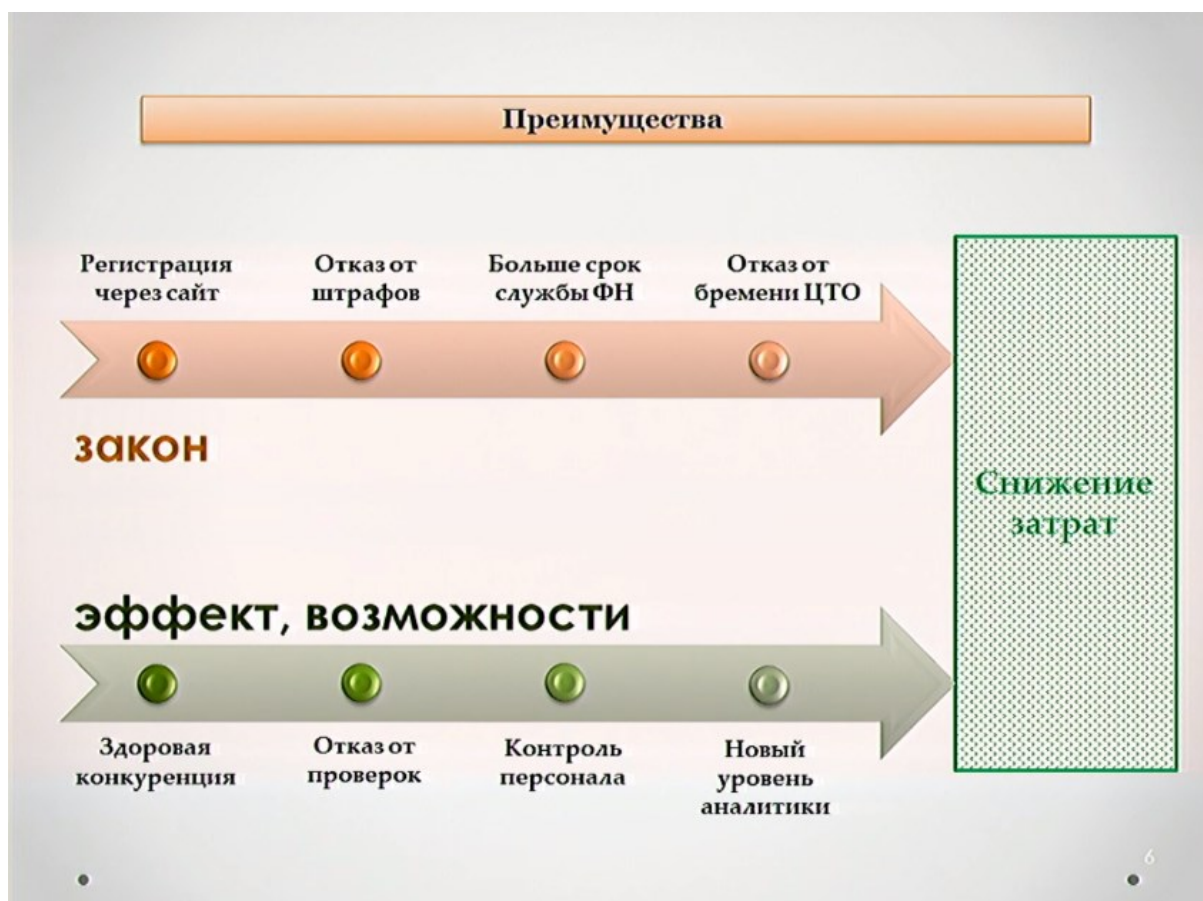 Преимущества
Регистрация
через сайт
Отказ от
штрафов
Больше срок
службы ФН
Отказ от
бремени ЦТО
закон
Снижение
затрат
эффект, возможности
Здоровая
конкуренция
Отказ от
проверок
Контроль
персонала
Новый
уровень
аналитики
6